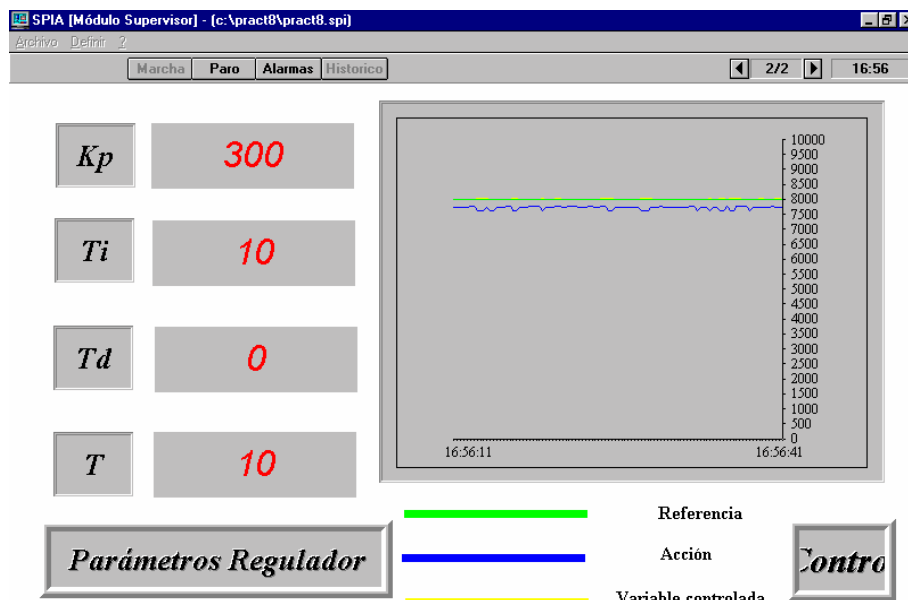 SPIA [Módulo Supervisor] - (c:\pract8\pract8.spi)
Archivo Definir ?
Marcha Paro Alarmas Historico 2/2 16:56
Kp 300
Ti 10
Td 0
T 10
10000
9500
9000
8500
8000
7500
7000
6500
6000
5500
5000
4500
4000
3500
3000
2500
2000
1500
1000
500
0
16:56:11 16:56:41
Referencia
Acción
Variable controlada
Parámetros Regulador
Contro